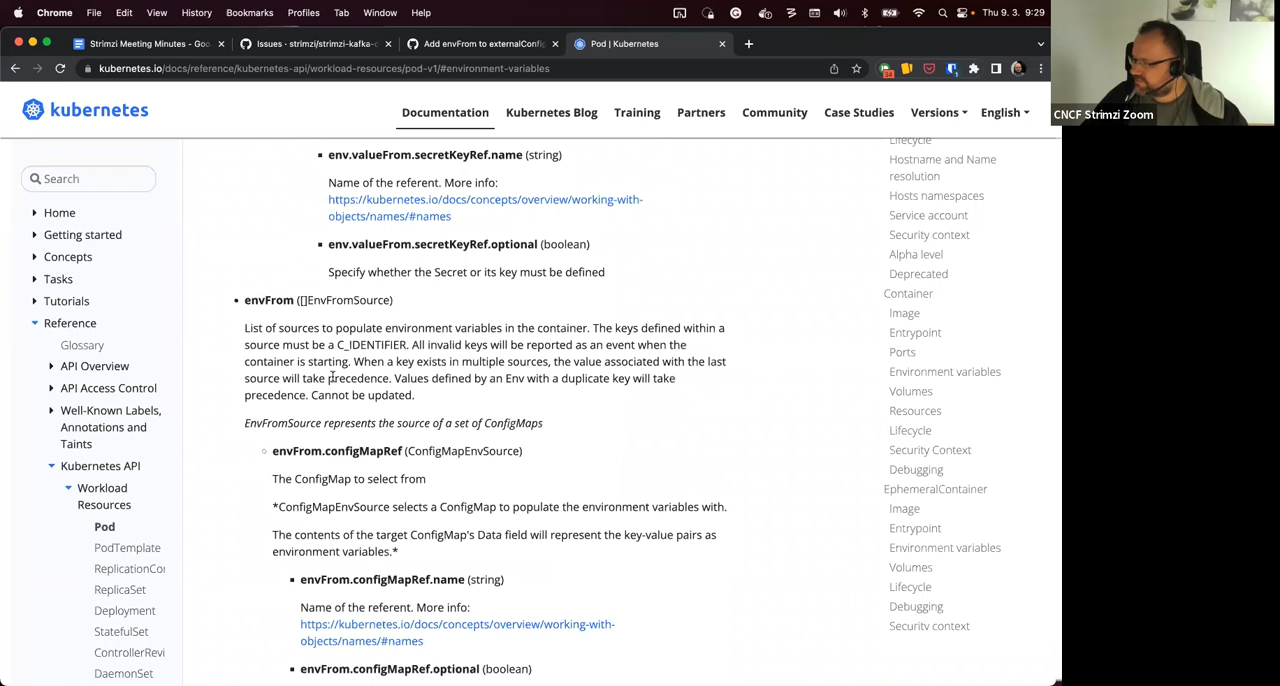 Chrome File Edit View History Bookmarks Profiles Tab Window Help Thu 9. 3. 9:29
Strimzi Meeting Minutes - Goo
Issues · strimzi/strimzi-kafka-c
Add envFrom to externalConfig
Pod | Kubernetes
kubernetes.io/docs/reference/kubernetes-api/workload-resources/pod-v1/#environment-variables
34
CNCF Strimzi Zoom
kubernetes
Documentation Kubernetes Blog Training Partners Community Case Studies Versions English
Search
Home
Getting started
Concepts
Tasks
Tutorials
Reference
Glossary
API Overview
API Access Control
Well-Known Labels,
Annotations and
Taints
Kubernetes API
Workload
Resources
Pod
PodTemplate
ReplicationCo
ReplicaSet
Deployment
StatefulSet
ControllerRevi
DaemonSet
env.valueFrom.secretKeyRef.name (string)
Name of the referent. More info:
https://kubernetes.io/docs/concepts/overview/working-with-
objects/names/#names
env.valueFrom.secretKeyRef.optional (boolean)
Specify whether the Secret or its key must be defined
envFrom ([]EnvFromSource)
List of sources to populate environment variables in the container. The keys defined within a
source must be a C_IDENTIFIER. All invalid keys will be reported as an event when the
container is starting. When a key exists in multiple sources, the value associated with the last
source will take precedence. Values defined by an Env with a duplicate key will take
precedence. Cannot be updated.
EnvFromSource represents the source of a set of ConfigMaps
envFrom.configMapRef (ConfigMapEnvSource)
The ConfigMap to select from
*ConfigMapEnvSource selects a ConfigMap to populate the environment variables with.
The contents of the target ConfigMap's Data field will represent the key-value pairs as
environment variables.*
envFrom.configMapRef.name (string)
Name of the referent. More info:
https://kubernetes.io/docs/concepts/overview/working-with-
objects/names/#names
envFrom.configMapRef.optional (boolean)
Lifecycle
Hostname and Name
resolution
Hosts namespaces
Service account
Security context
Alpha level
Deprecated
Container
Image
Entrypoint
Ports
Environment variables
Volumes
Resources
Lifecycle
Security Context
Debugging
EphemeralContainer
Image
Entrypoint
Environment variables
Volumes
Lifecycle
Debugging
Security context